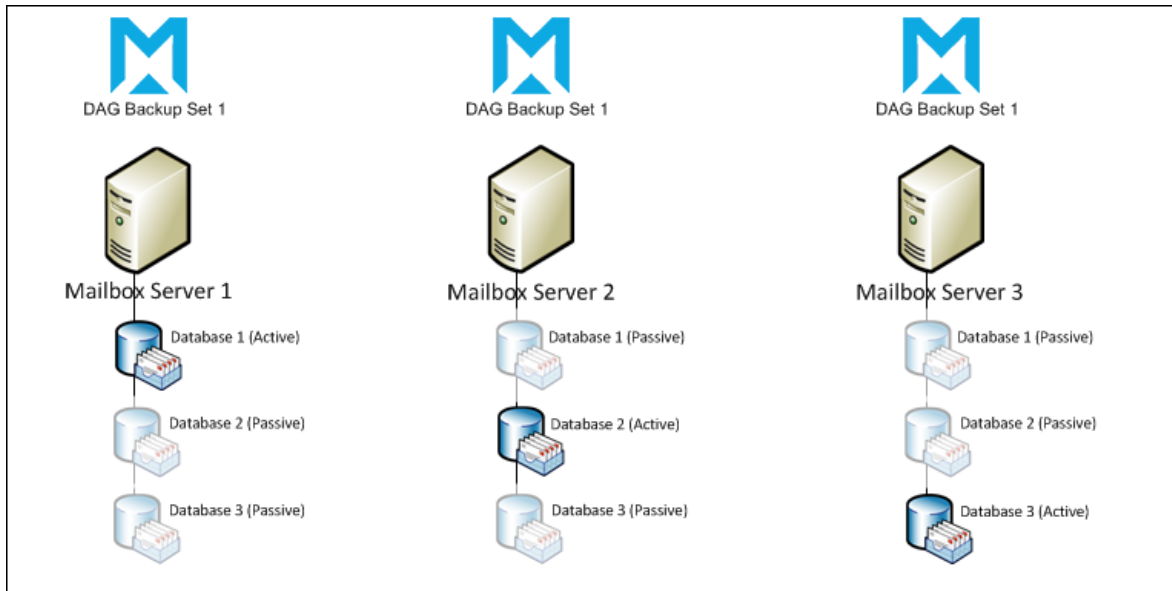 DAG Backup Set 1
DAG Backup Set 1
DAG Backup Set 1
Mailbox Server 1
Mailbox Server 2
Mailbox Server 3
Database 1 (Active)
Database 1 (Passive)
Database 1 (Passive)
Database 2 (Passive)
Database 2 (Active)
Database 2 (Passive)
Database 3 (Passive)
Database 3 (Passive)
Database 3 (Active)